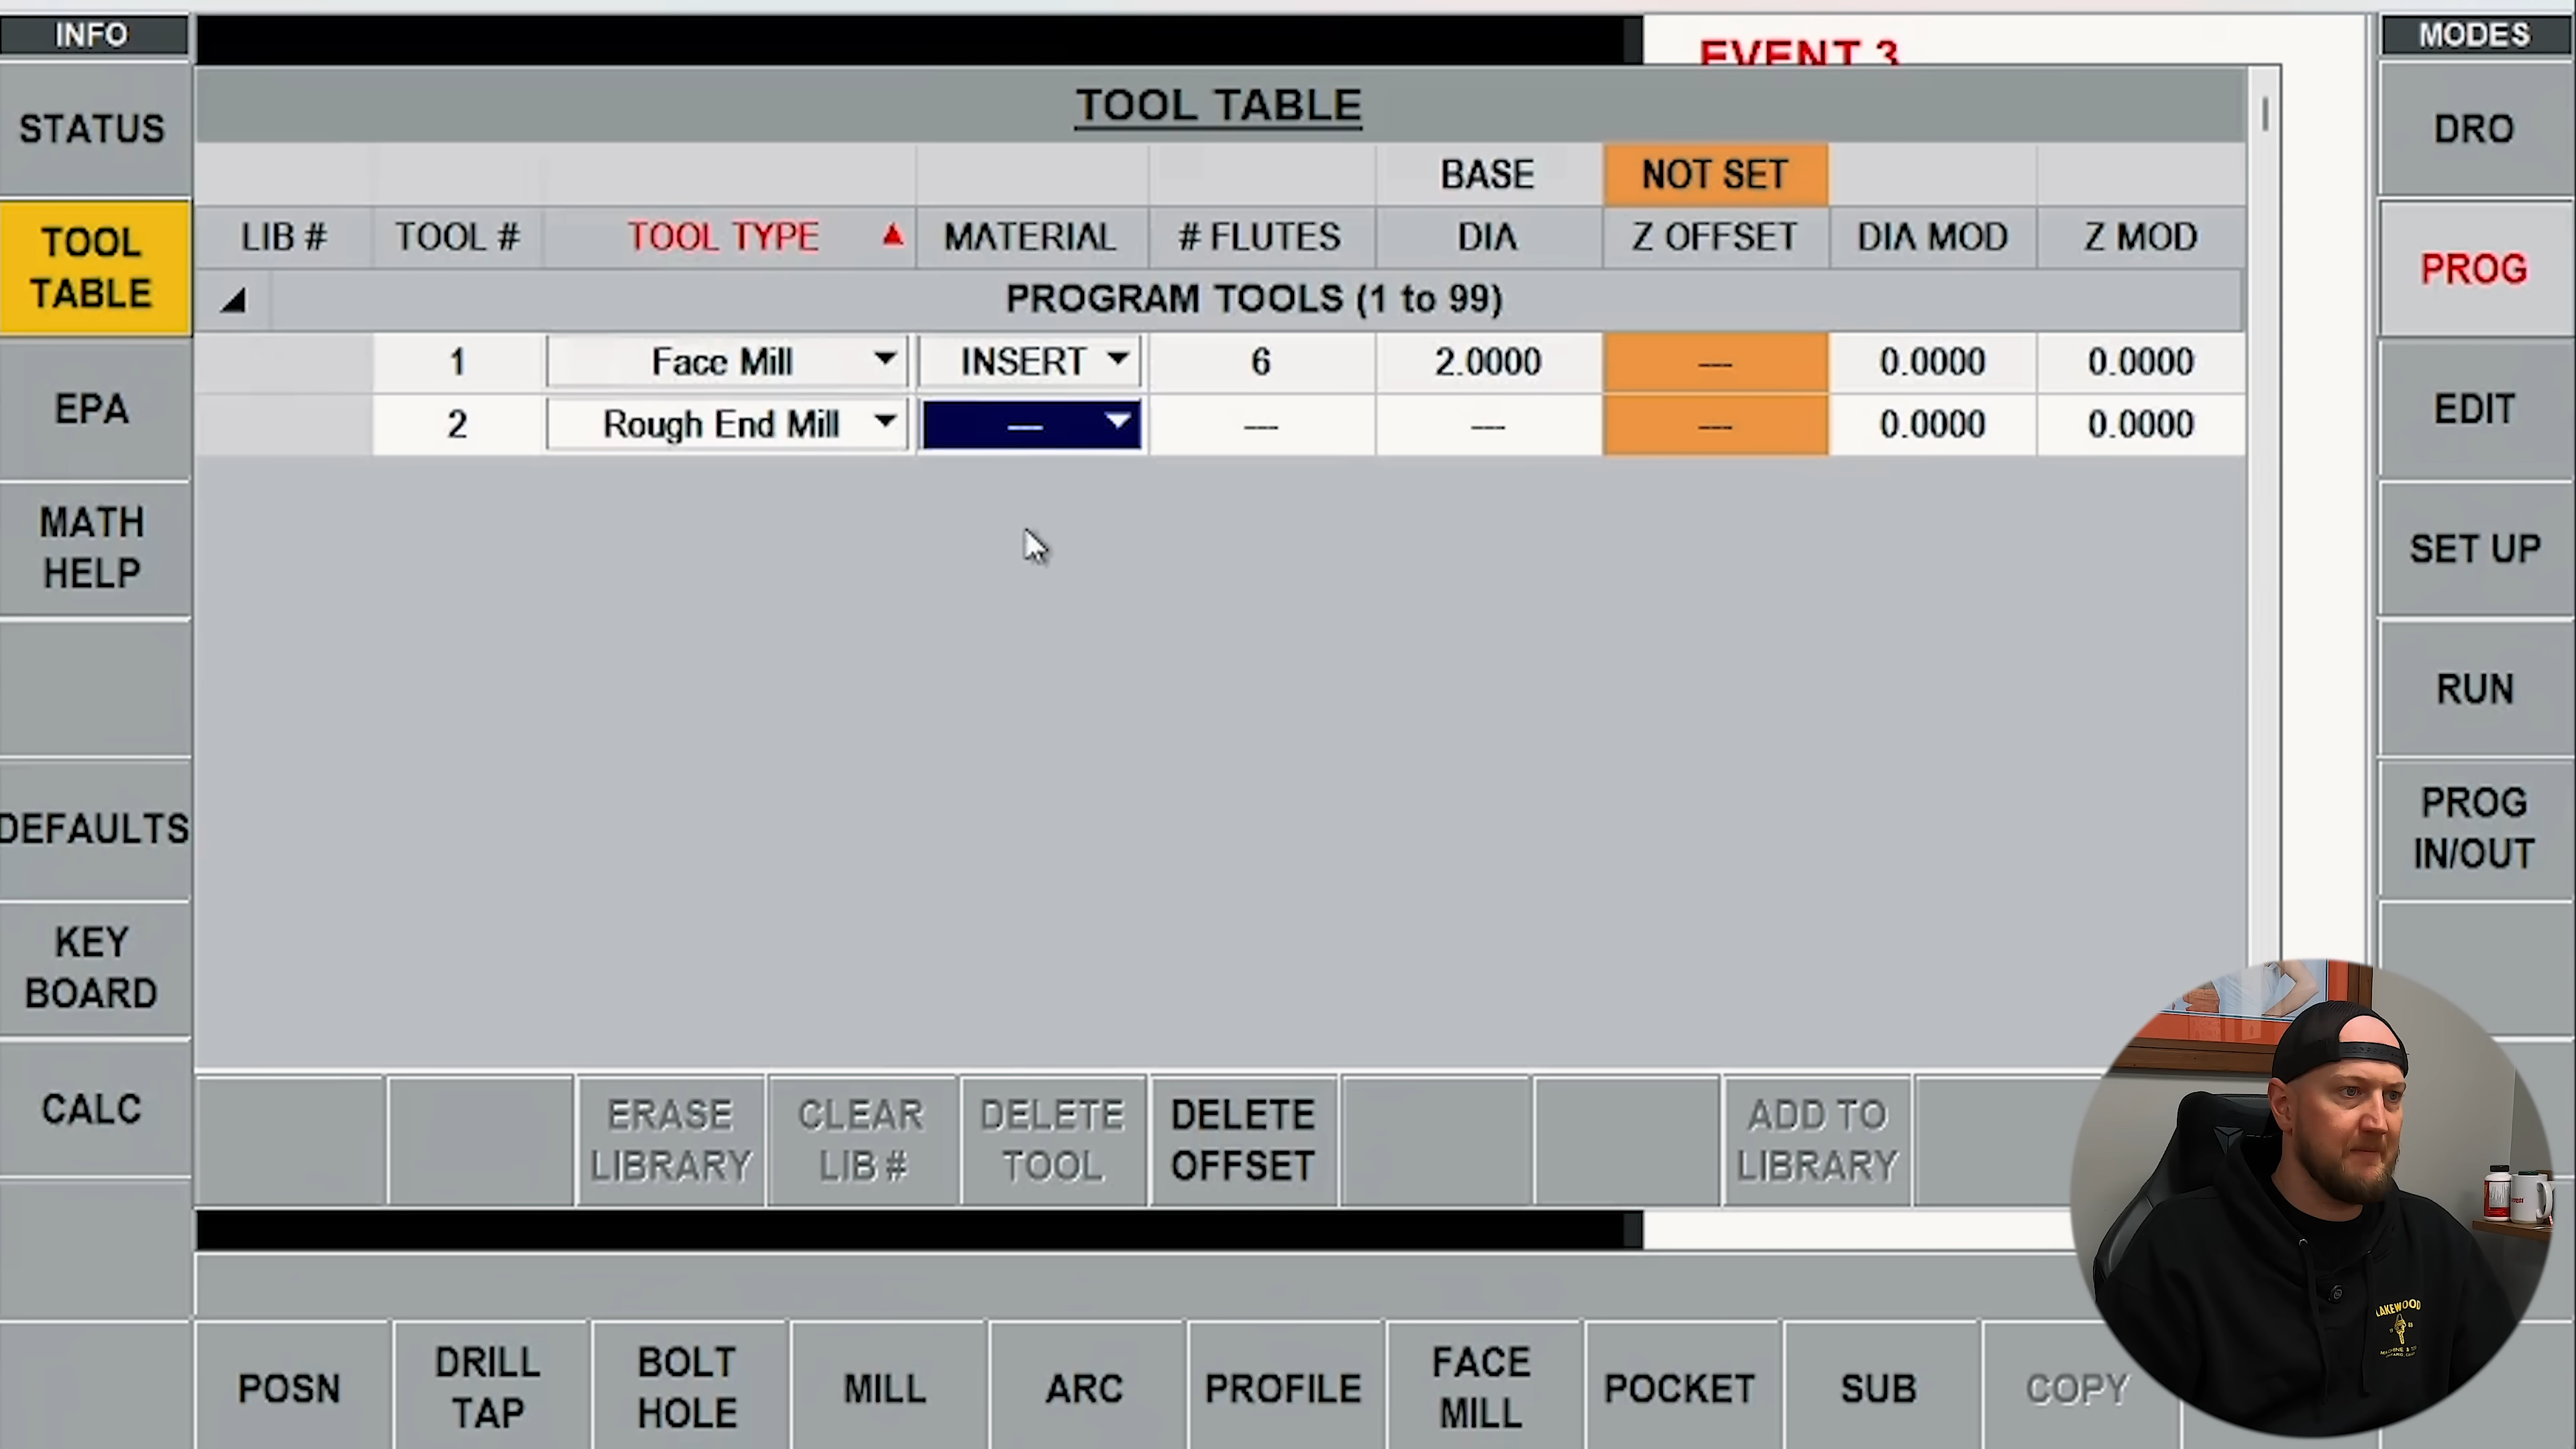 INFO
MODES
EVENT 3
STATUS
TOOL TABLE
DRO
TOOL
TABLE
BASE
NOT SET
LIB #
TOOL #
TOOL TYPE
MATERIAL
# FLUTES
DIA
Z OFFSET
DIA MOD
Z MOD
PROG
PROGRAM TOOLS (1 to 99)
1
Face Mill
INSERT
6
2.0000
---
0.0000
0.0000
2
Rough End Mill
---
---
---
---
0.0000
0.0000
EPA
EDIT
MATH
HELP
SET UP
RUN
DEFAULTS
PROG
IN/OUT
KEY
BOARD
CALC
ERASE
LIBRARY
CLEAR
LIB #
DELETE
TOOL
DELETE
OFFSET
ADD TO
LIBRARY
POSN
DRILL
TAP
BOLT
HOLE
MILL
ARC
PROFILE
FACE
MILL
POCKET
SUB
COPY
LAKEWOOD